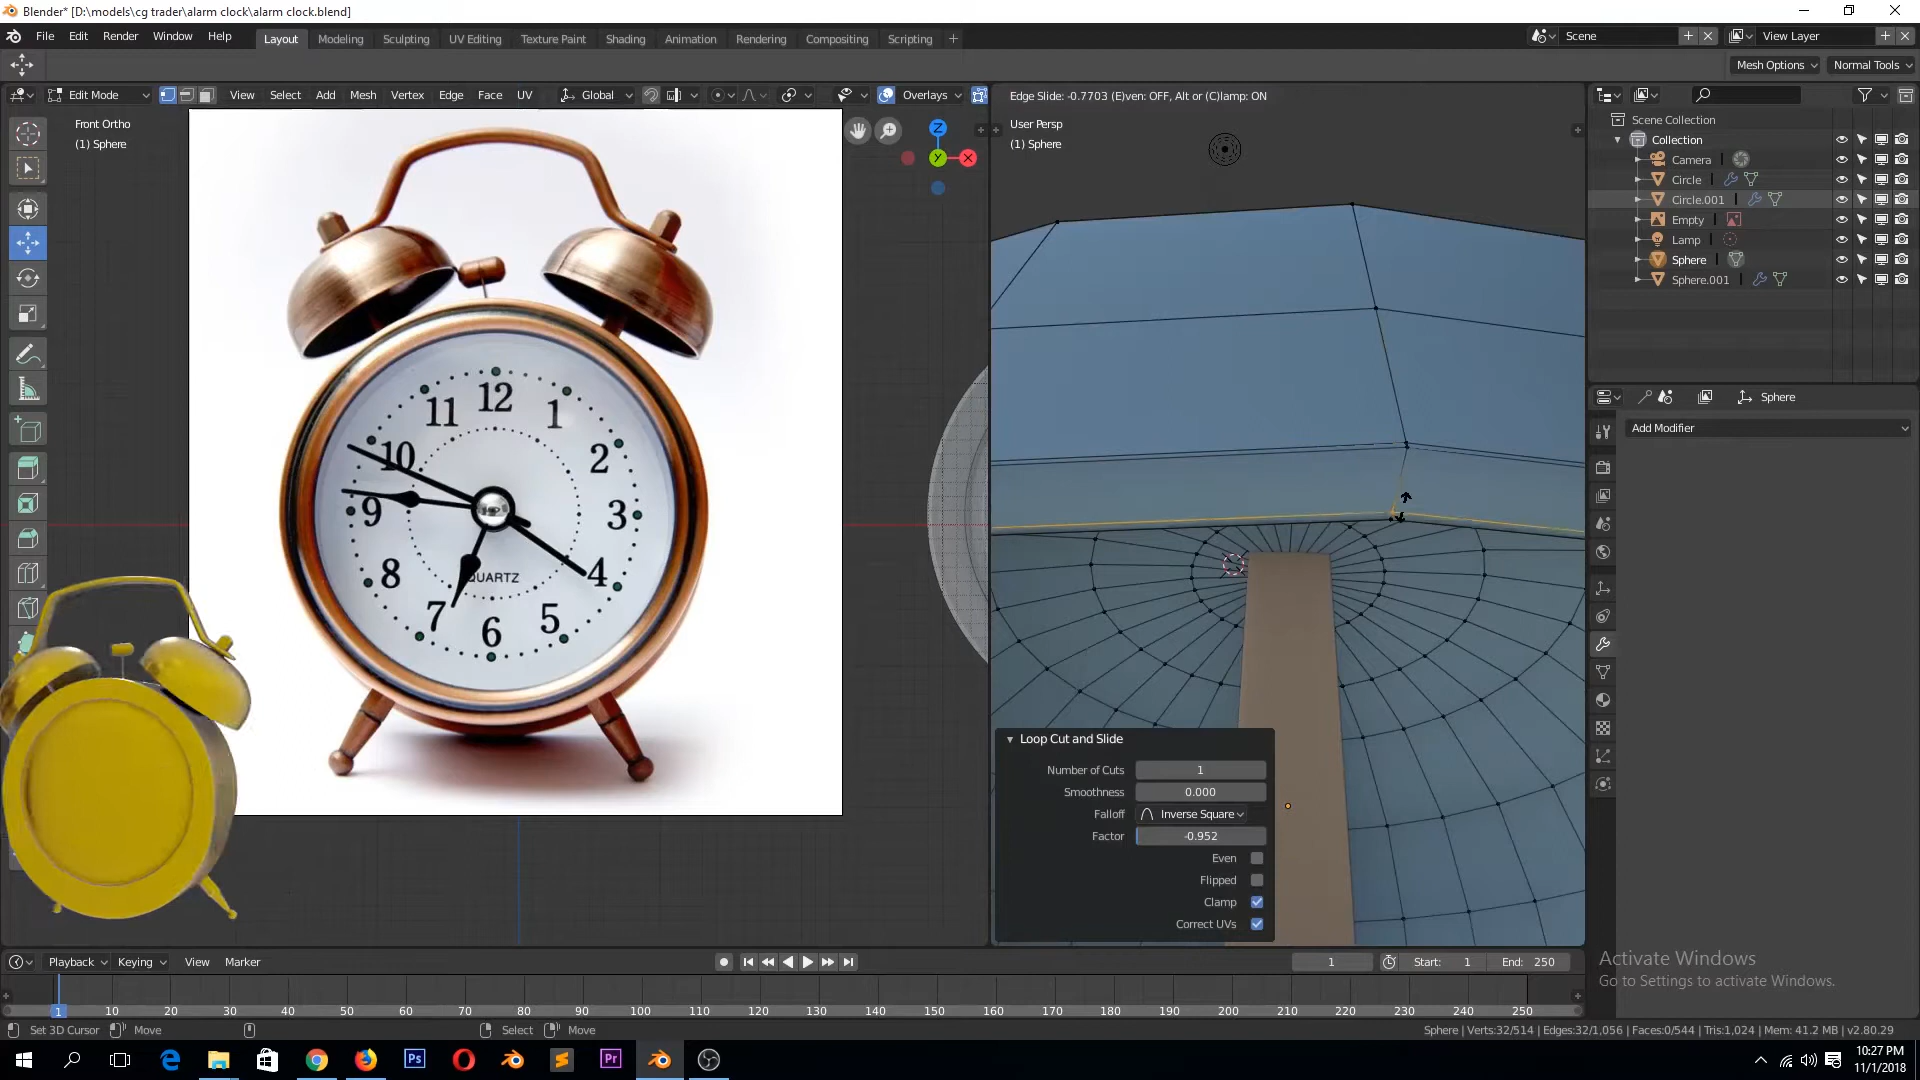 Blender* [D:\models\cg trader\alarm clock\alarm clock.blend]
File Edit Render Window Help
Layout Modeling Sculpting UV Editing Texture Paint Shading Animation Rendering Compositing Scripting +
Scene
View Layer
Mesh Options
Normal Tools
Edit Mode
View Select Add Mesh Vertex Edge Face UV
Global
Overlays
Edge Slide: -0.7703 (E)ven: OFF, Alt or (C)lamp: ON
Front Ortho
(1) Sphere
Z
Y
X
User Persp
(1) Sphere
12
1
2
3
4
5
6
7
8
9
10
11
QUARTZ
Scene Collection
Collection
Camera
Circle
Circle.001
Empty
Lamp
Sphere
Sphere.001
Sphere
Add Modifier
Loop Cut and Slide
Number of Cuts 1
Smoothness 0.000
Falloff Inverse Square
Factor -0.952
Even
Flipped
Clamp
Correct UVs
Activate Windows
Go to Settings to activate Windows.
Playback Keying View Marker
1
Start: 1
End: 250
1 10 20 30 40 50 60 70 80 90 100 110 120 130 140 150 160 170 180 190 200 210 220 230 240 250
Set 3D Cursor Move Select Move
Sphere | Verts:32/514 | Edges:32/1,056 | Faces:0/544 | Tris:1,024 | Mem: 41.2 MB | v2.80.29
Ps
Pr
10:27 PM
11/1/2018